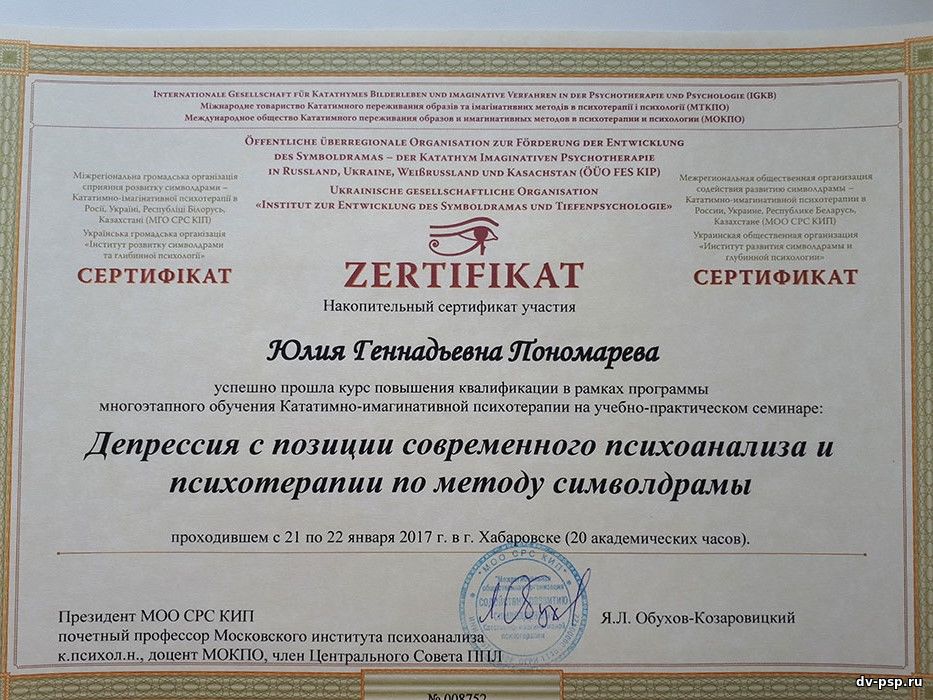 Internationale Gesellschaft für Katathymes Bilderleben und imaginative Verfahren in der Psychotherapie und Psychologie (IGKB)
Міжнародне товариство Кататимного переживання образів та імагінативних методів в психотерапії і психології (МТКПО)
Международное общество Кататимного переживания образов и имагинативных методов в психотерапии и психологии (МОКПО)
Öffentliche überregionale Organisation zur Förderung der Entwicklung
des Symboldramas – der Katathym Imaginativen Psychotherapie
in Russland, Ukraine, Weißrussland und Kasachstan (ÖÜO FES KIP)
Ukrainische gesellschaftliche Organisation
«Institut zur Entwicklung des Symboldramas und Tiefenpsychologie»
Міжрегіональна громадська організація
сприяння розвитку символдрами –
Кататимно-імагінативної психотерапії в
Росії, Україні, Республіці Білорусь,
Казахстані (МГО СРС КІП)
Українська громадська організація
«Інститут розвитку символдрами
та глибинної психології»
СЕРТИФІКАТ
Межрегиональная общественная организация
содействия развитию символдрамы –
Кататимно-имагинативной психотерапии в
России, Украине, Республике Беларусь,
Казахстане (МОО СРС КИП)
Украинская общественная организация
«Институт развития символдрамы и
глубинной психологии»
СЕРТИФИКАТ
ZERTIFIKAT
Накопительный сертификат участия
Юлия Геннадьевна Пономарева
успешно прошла курс повышения квалификации в рамках программы
многоэтапного обучения Кататимно-имагинативной психотерапии на учебно-практическом семинаре:
Депрессия с позиции современного психоанализа и
психотерапии по методу символдрамы
проходившем с 21 по 22 января 2017 г. в г. Хабаровске (20 академических часов).
МОО СРС КИП
Президент МОО СРС КИП
почетный профессор Московского института психоанализа
к.психол.н., доцент МОКПО, член Центрального Совета ППЛ
Я.Л. Обухов-Козаровицкий
№ 008752
dv-psp.ru